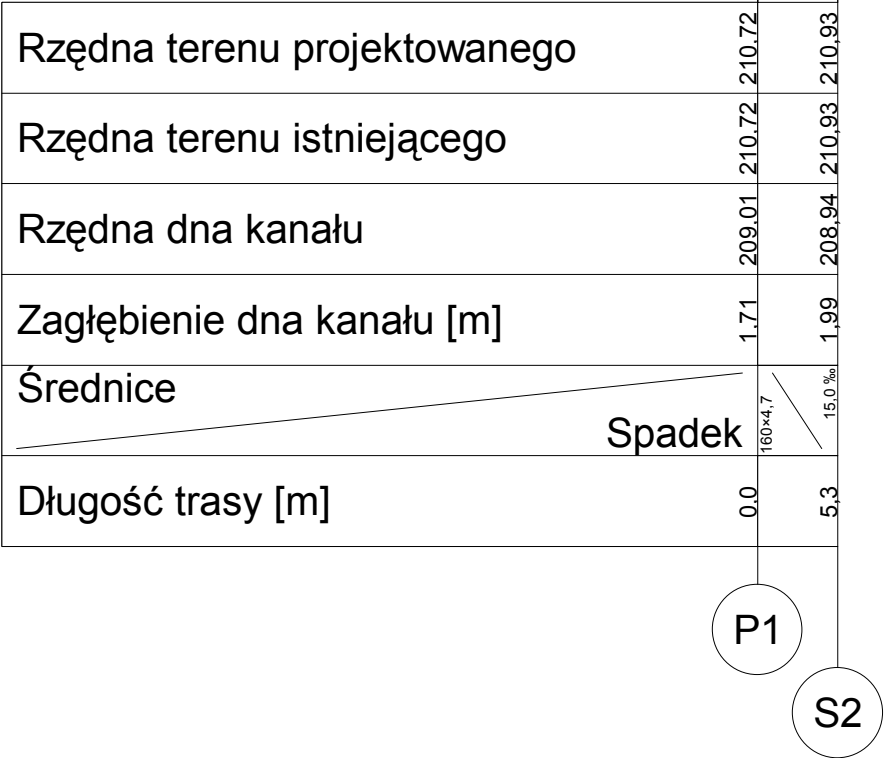 Rzędna terenu projektowanego 210,72 210,93
Rzędna terenu istniejącego 210,72 210,93
Rzędna dna kanału 209,01 208,94
Zagłębienie dna kanału [m] 1,71 1,99
Średnice
Spadek 160×4,7 15,0 ‰
Długość trasy [m] 0,0 5,3
P1
S2